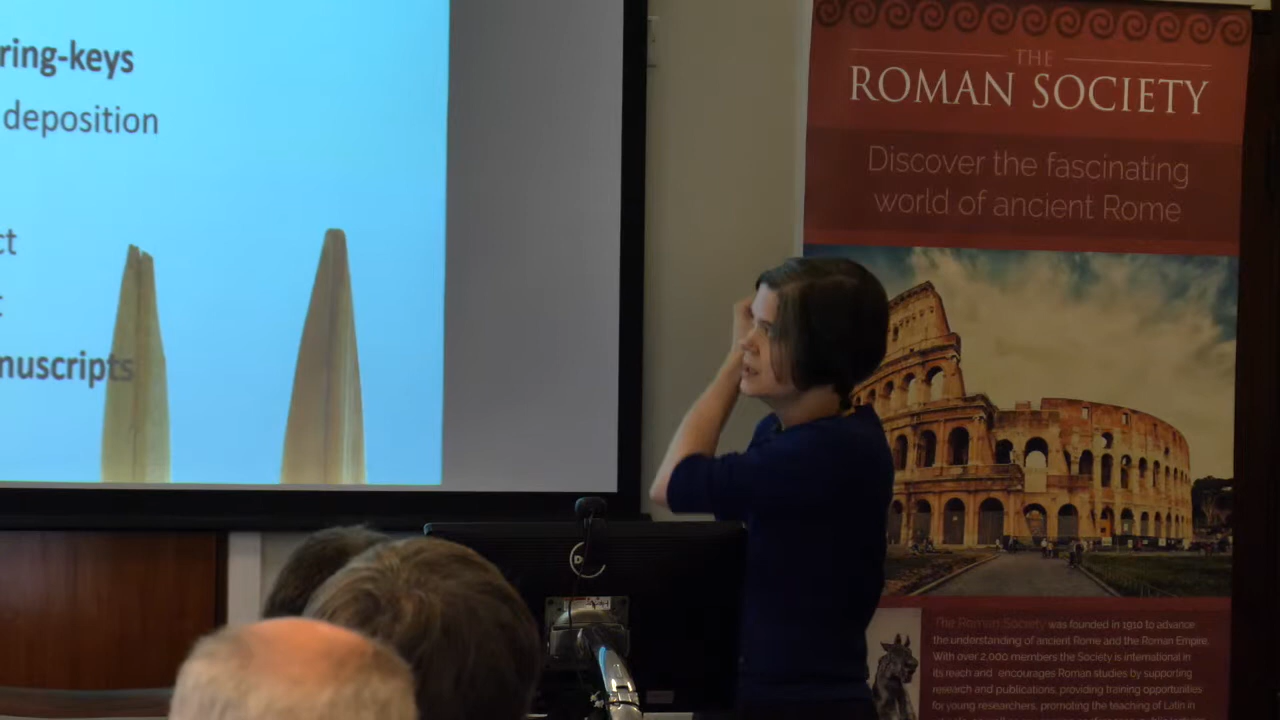 ring-keys
deposition
ct
nuscripts
THE
ROMAN SOCIETY
Discover the fascinating
world of ancient Rome
The Roman Society was founded in 1910 to advance
the understanding of ancient Rome and the Roman Empire.
With over 2,000 members the Society is international in
its reach and encourages Roman studies by supporting
research and publications, providing training opportunities
for young researchers, promoting the teaching of Latin in